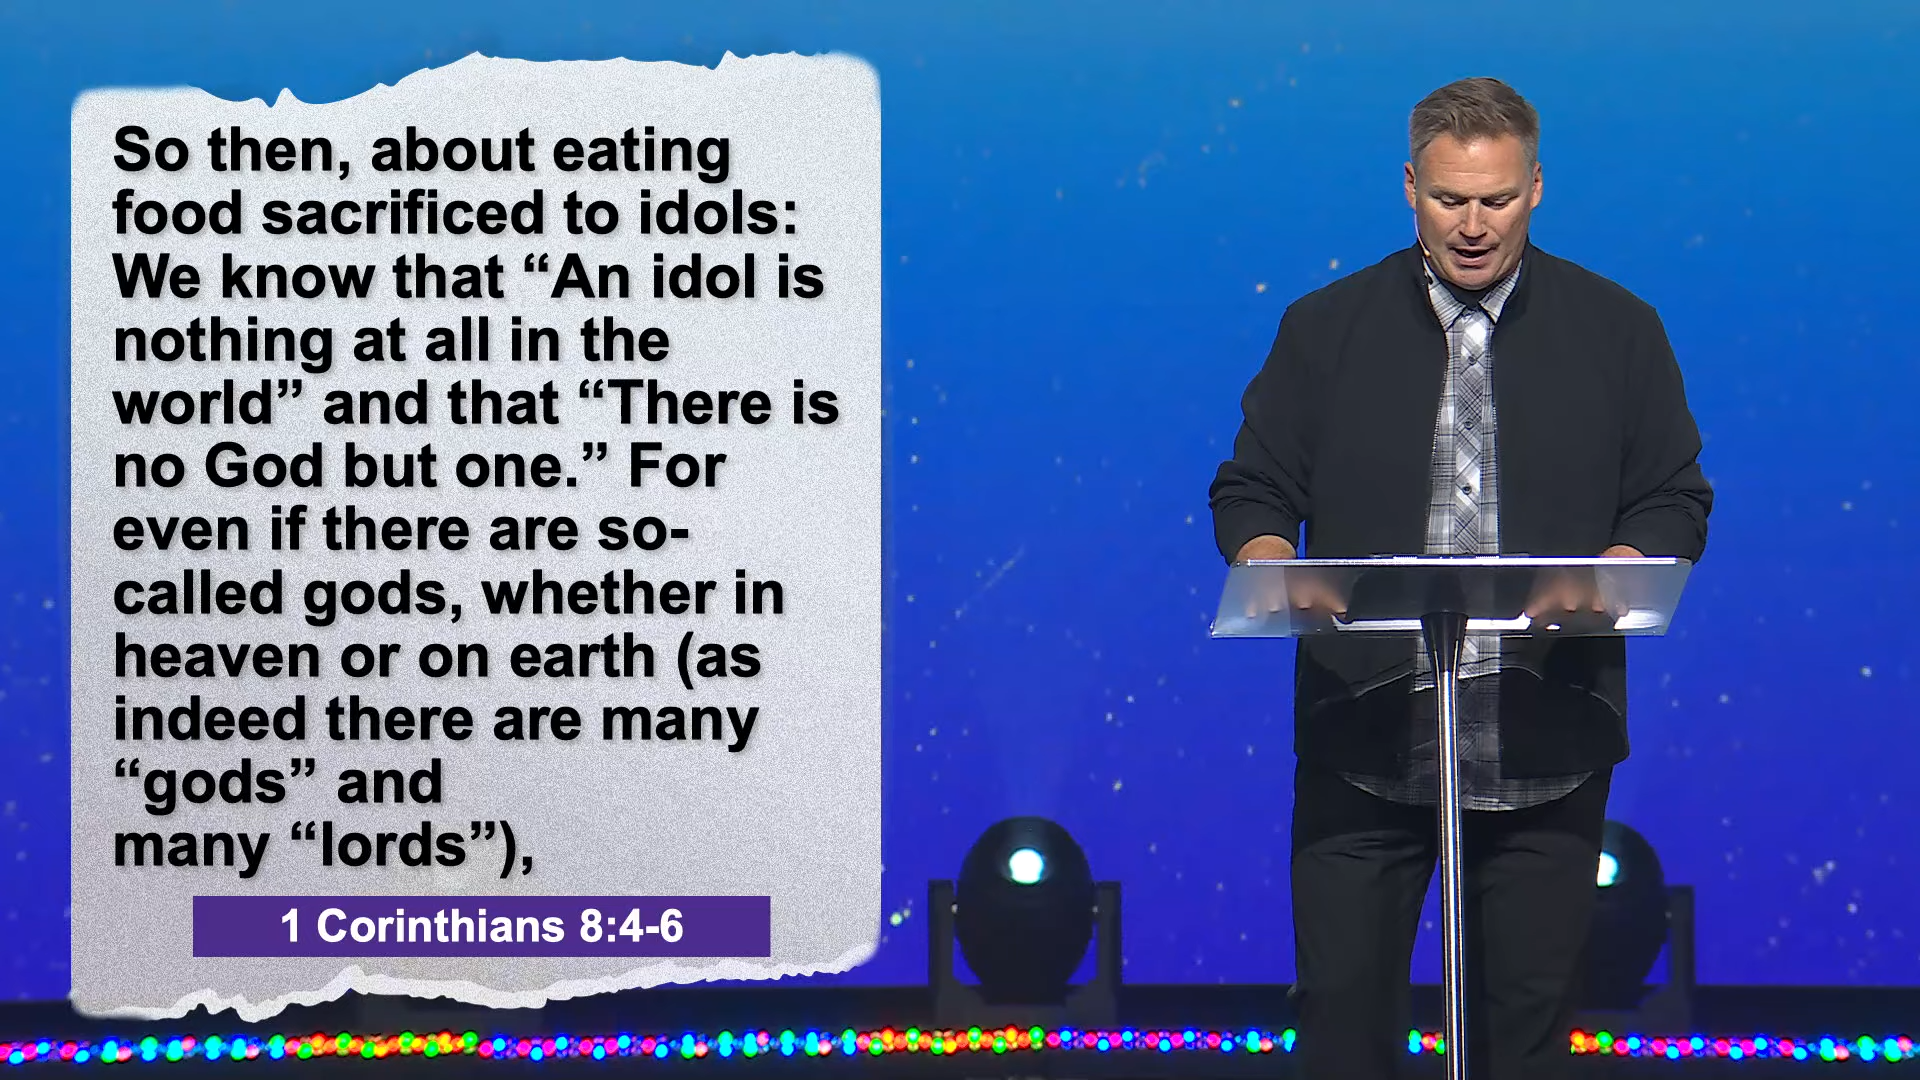 So then, about eating
food sacrificed to idols:
We know that “An idol is
nothing at all in the
world” and that “There is
no God but one.” For
even if there are so-
called gods, whether in
heaven or on earth (as
indeed there are many
“gods” and
many “lords”),
1 Corinthians 8:4-6